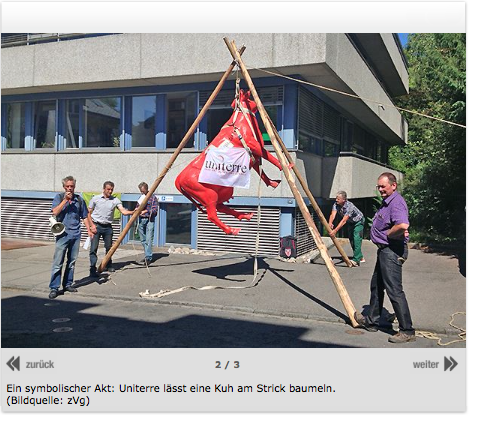 uniterre
zurück
2 / 3
weiter
Ein symbolischer Akt: Uniterre lässt eine Kuh am Strick baumeln.
(Bildquelle: zVg)